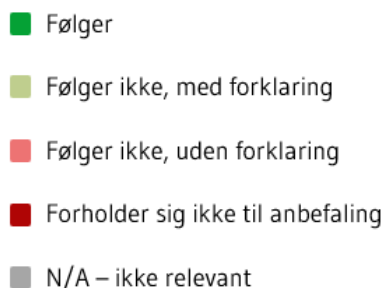 Følger
Følger ikke, med forklaring
Følger ikke, uden forklaring
Forholder sig ikke til anbefaling
N/A – ikke relevant